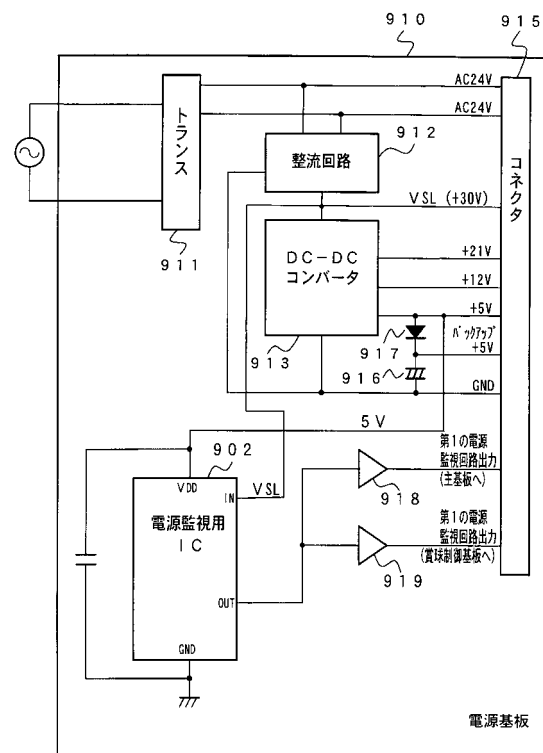 910
915
AC24V
AC24V
トランス
コネクタ
912
整流回路
VSL (+30V)
911
DC-DC
コンバータ
+21V
+12V
+5V
917
バックアップ
+5V
913
916
GND
5V
902
VDD
IN
VSL
電源監視用
IC
第1の電源
監視回路出力
(主基板へ)
918
第1の電源
監視回路出力
(賞球制御基板へ)
919
OUT
GND
電源基板